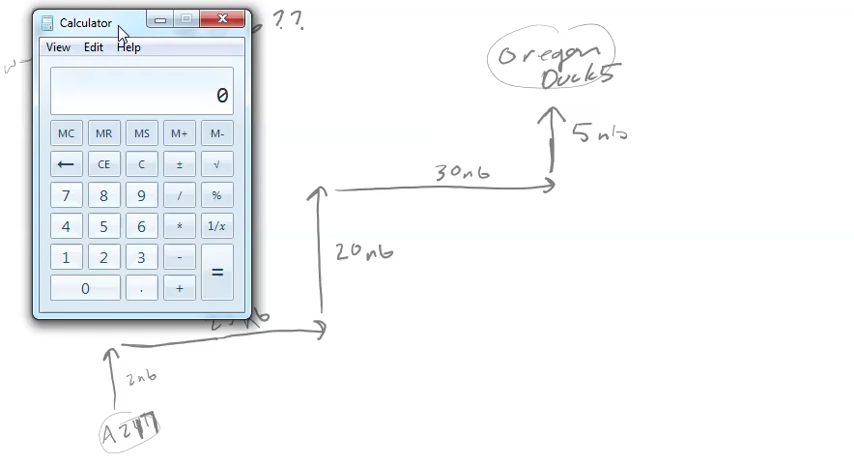 Calculator
??
View Edit Help
Oregon
Ducks
0
MC MR MS M+ M-
← CE C ± √
7 8 9 / %
4 5 6 * 1/x
1 2 3 - =
0 . +
5nb
30nb
20nb
2nb